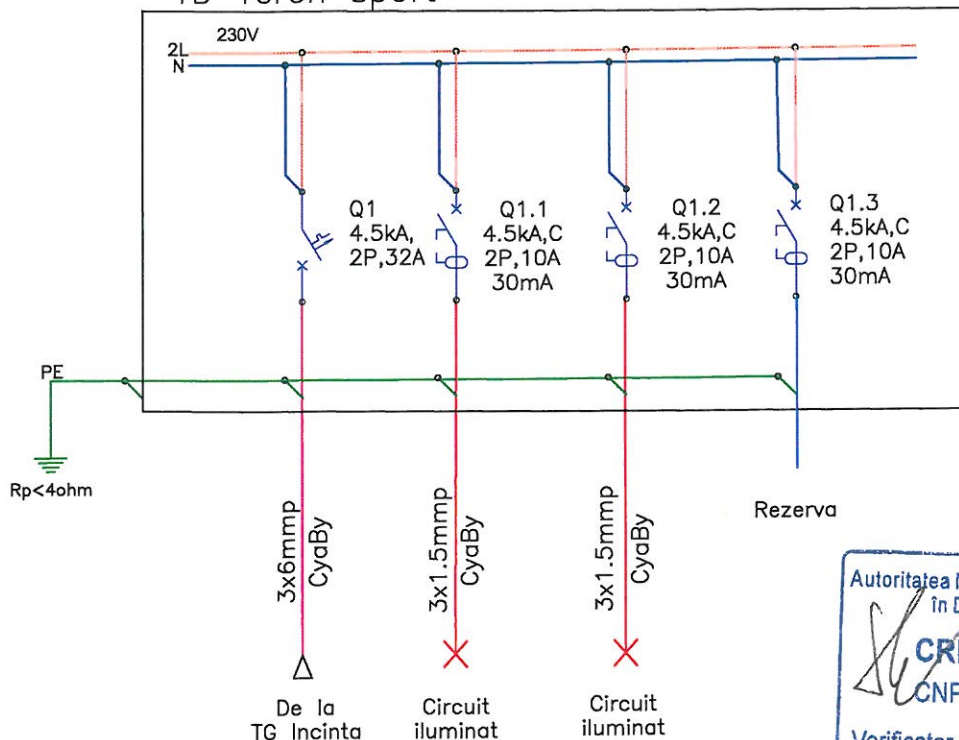 230V
2L
N
Q1
4.5kA,
2P,32A
Q1.1
4.5kA,C
2P,10A
30mA
Q1.2
4.5kA,C
2P,10A
30mA
Q1.3
4.5kA,C
2P,10A
30mA
PE
Rp<4ohm
3x6mmp
CyaBy
3x1.5mmp
CyaBy
3x1.5mmp
CyaBy
Rezerva
De la
TG Incinta
Circuit
iluminat
Circuit
iluminat
Autoritatea
în D
CNP